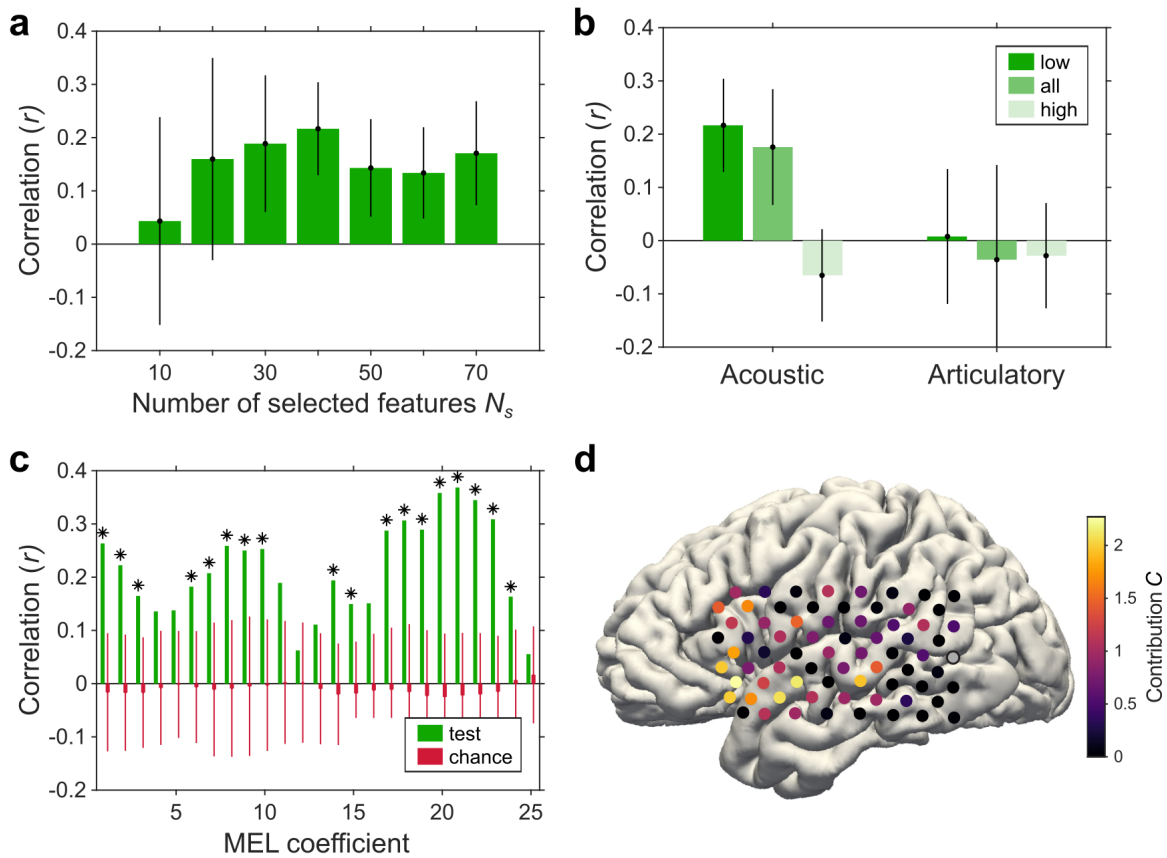 a
0.4
0.3
0.2
0.1
0
-0.1
-0.2
Correlation (r)
10
30
50
70
Number of selected features Ns
b
0.4
0.3
0.2
0.1
0
-0.1
-0.2
Correlation (r)
low
all
high
Acoustic
Articulatory
c
0.4
0.3
0.2
0.1
0
-0.1
-0.2
Correlation (r)
* * * * * * * * * * * * * * * * * *
test
chance
5
10
15
20
25
MEL coefficient
d
2
1.5
1
0.5
0
Contribution C